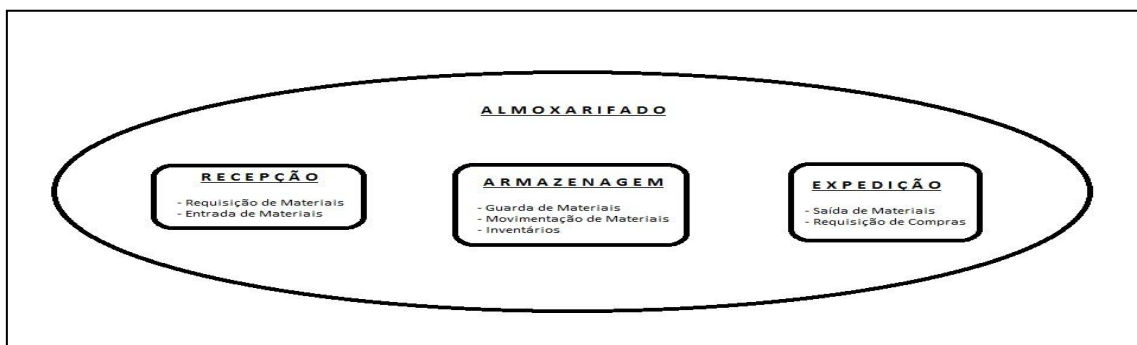 ALMOXARIFADO
RECEPÇÃO
- Requisição de Materiais
- Entrada de Materiais
ARMAZENAGEM
- Guarda de Materiais
- Movimentação de Materiais
- Inventários
EXPEDIÇÃO
- Saída de Materiais
- Requisição de Compras